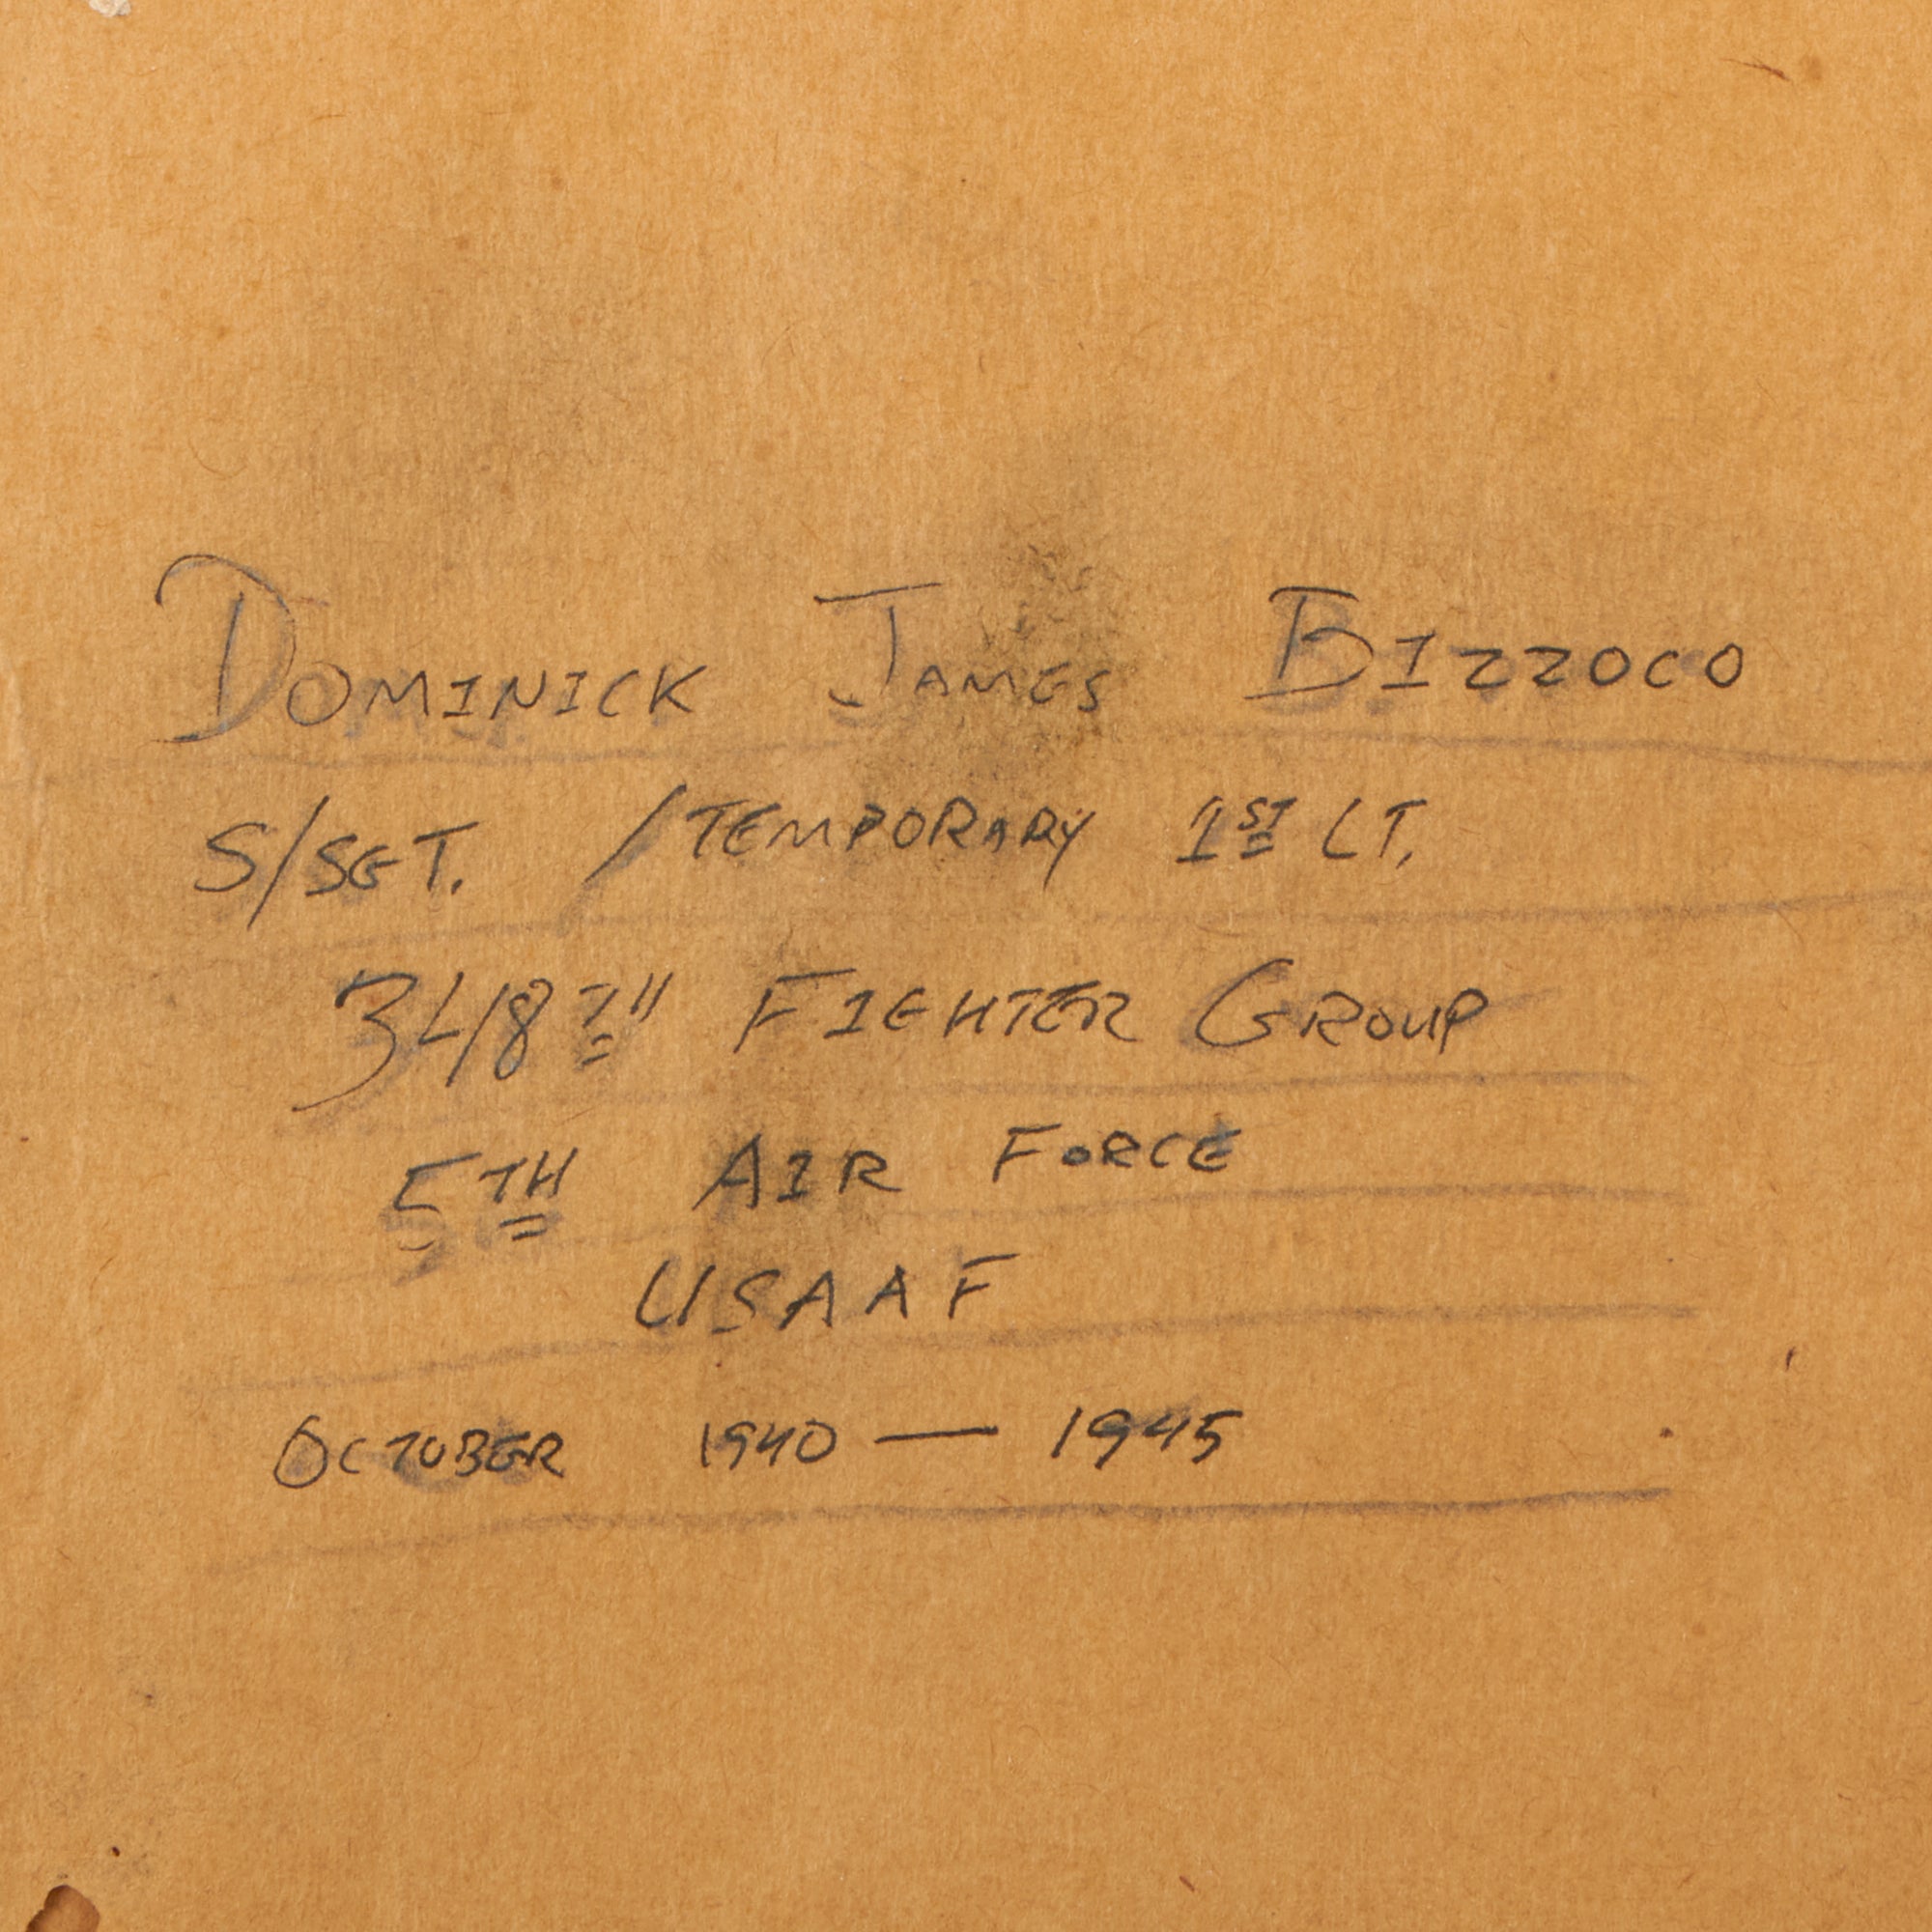 DOMINICK JAMES BIZZOCO
S/SGT. /TEMPORARY 1ST LT.
348TH FIGHTER GROUP
5TH AIR FORCE
USAAF
OCTOBER 1940 — 1945